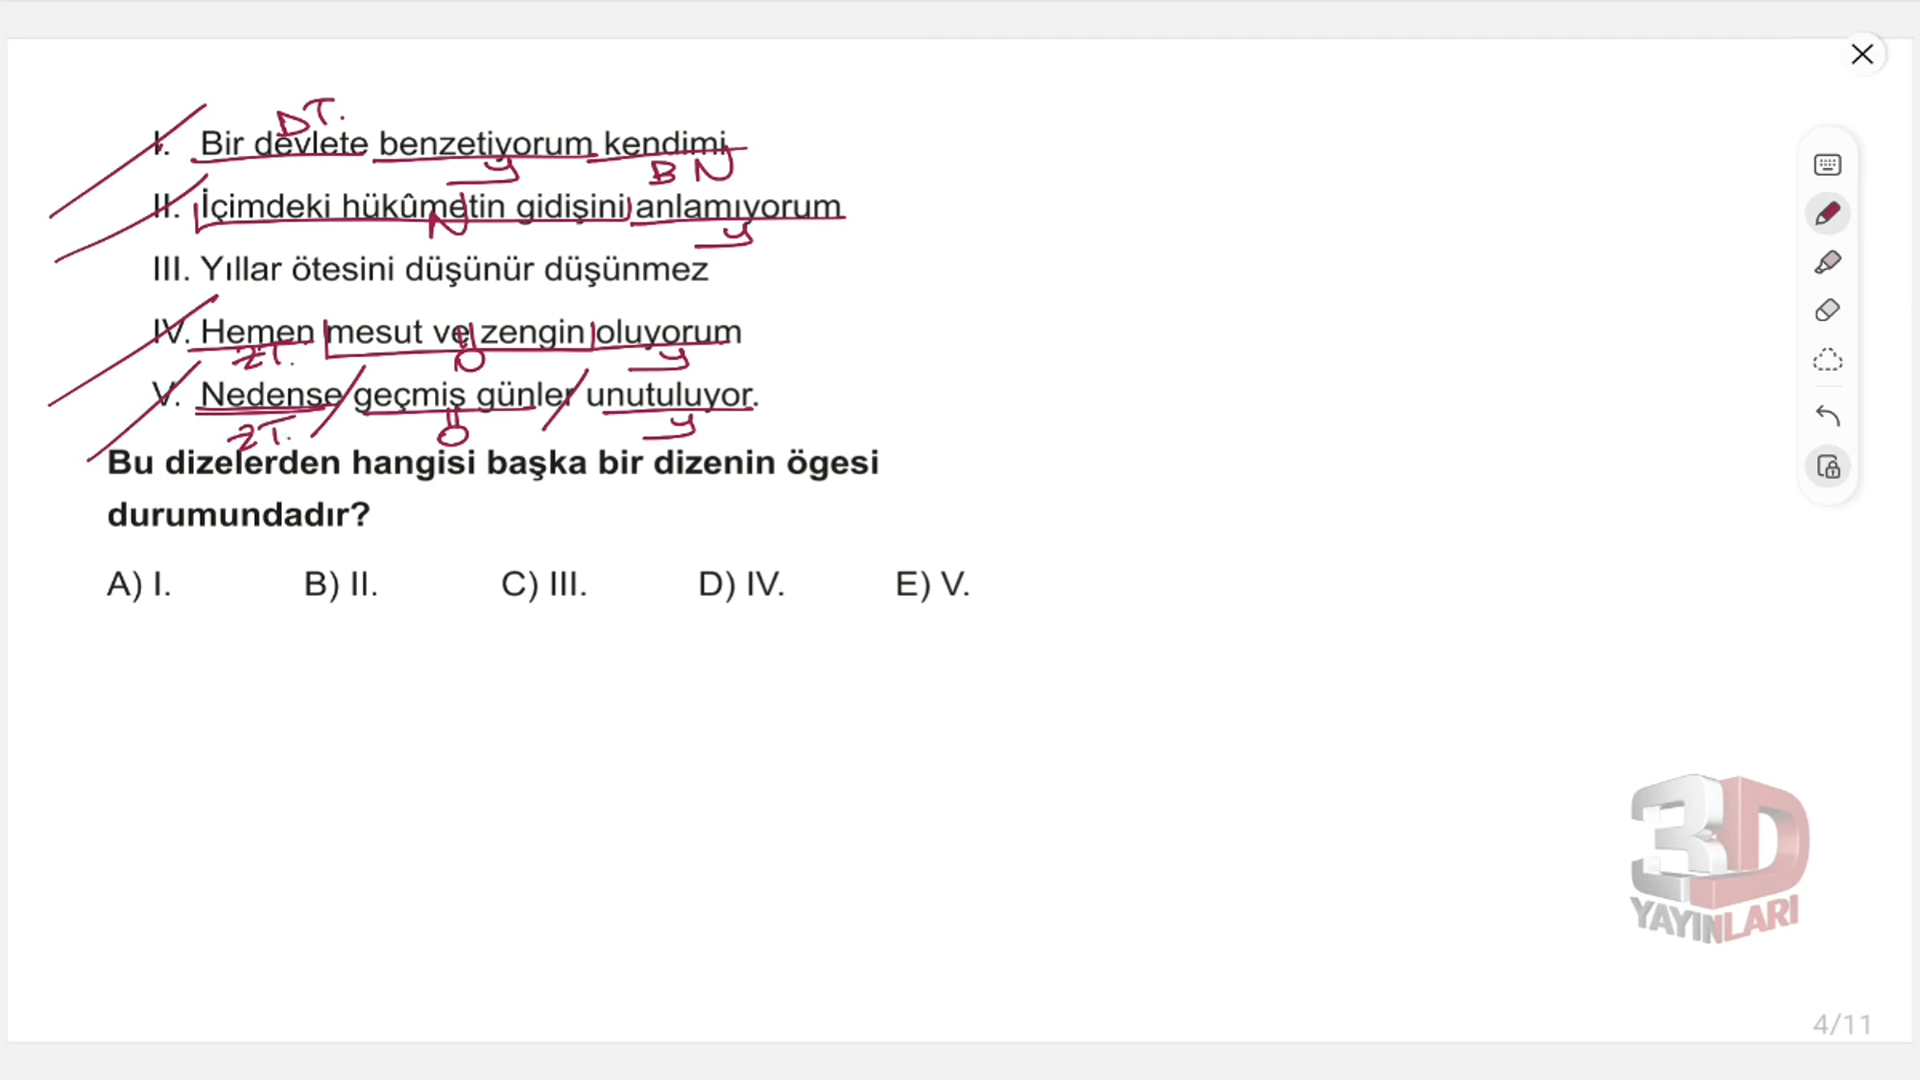 DT.
I. Bir devlete benzetiyorum kendimi
y BN
II. İçimdeki hükûmetin gidişini anlamıyorum
N y
III. Yıllar ötesini düşünür düşünmez
IV. Hemen mesut ve zengin oluyorum
ZT. Ö y
V. Nedense geçmiş günler unutuluyor.
ZT. Ö y
Bu dizelerden hangisi başka bir dizenin ögesi
durumundadır?
A) I. B) II. C) III. D) IV. E) V.
3D
YAYINLARI
4/11